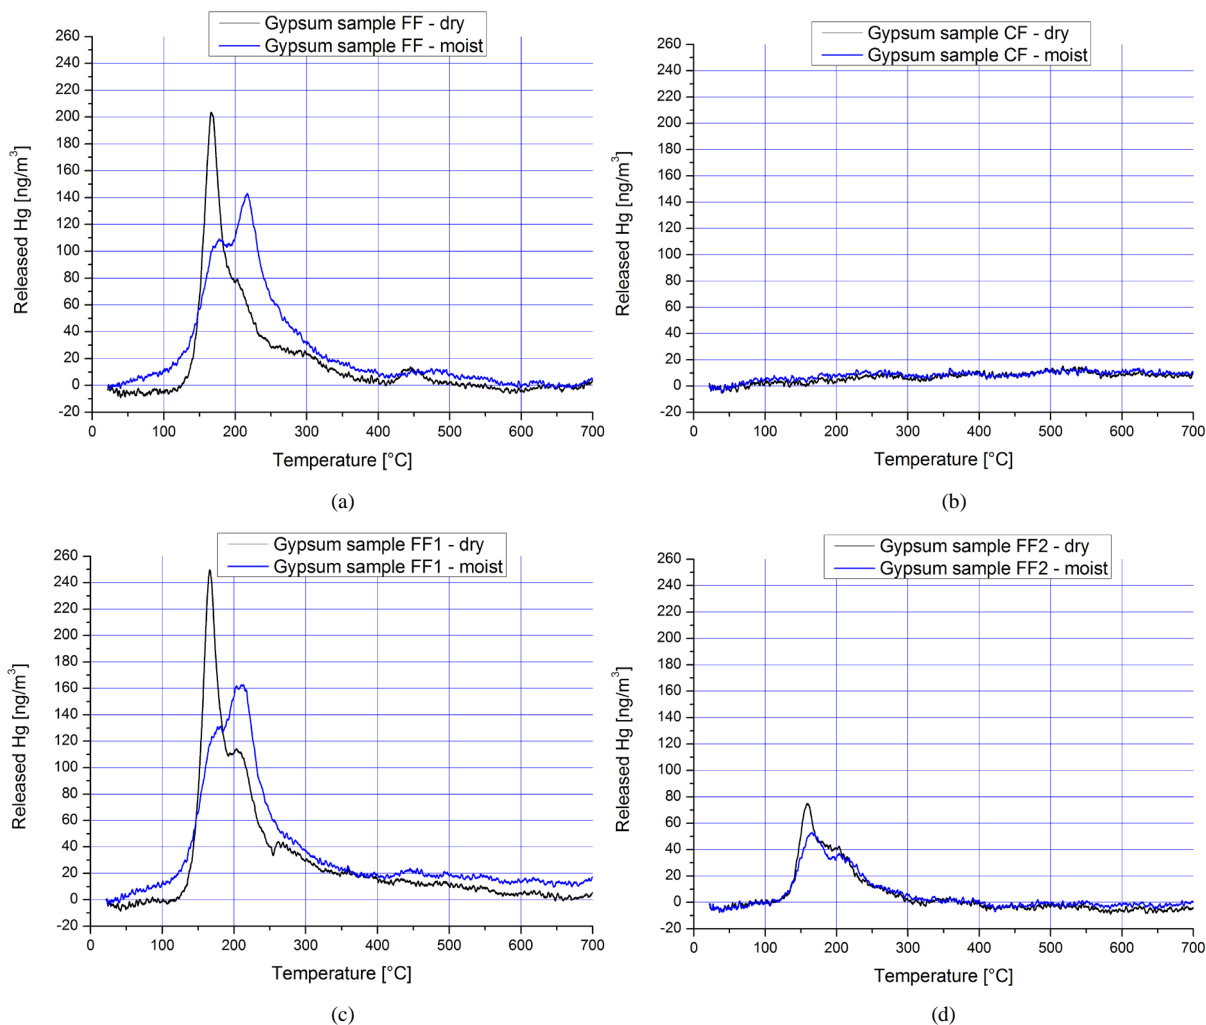 Gypsum sample FF - dry
Gypsum sample FF - moist
260
240
220
200
180
160
140
120
100
80
60
40
20
0
-20
Released Hg [ng/m³]
0 100 200 300 400 500 600 700
Temperature [°C]
(a)
Gypsum sample CF - dry
Gypsum sample CF - moist
260
240
220
200
180
160
140
120
100
80
60
40
20
0
-20
Released Hg [ng/m³]
0 100 200 300 400 500 600 700
Temperature [°C]
(b)
Gypsum sample FF1 - dry
Gypsum sample FF1 - moist
260
240
220
200
180
160
140
120
100
80
60
40
20
0
-20
Released Hg [ng/m³]
0 100 200 300 400 500 600 700
Temperature [°C]
(c)
Gypsum sample FF2 - dry
Gypsum sample FF2 - moist
260
240
220
200
180
160
140
120
100
80
60
40
20
0
-20
Released Hg [ng/m³]
0 100 200 300 400 500 600 700
Temperature [°C]
(d)